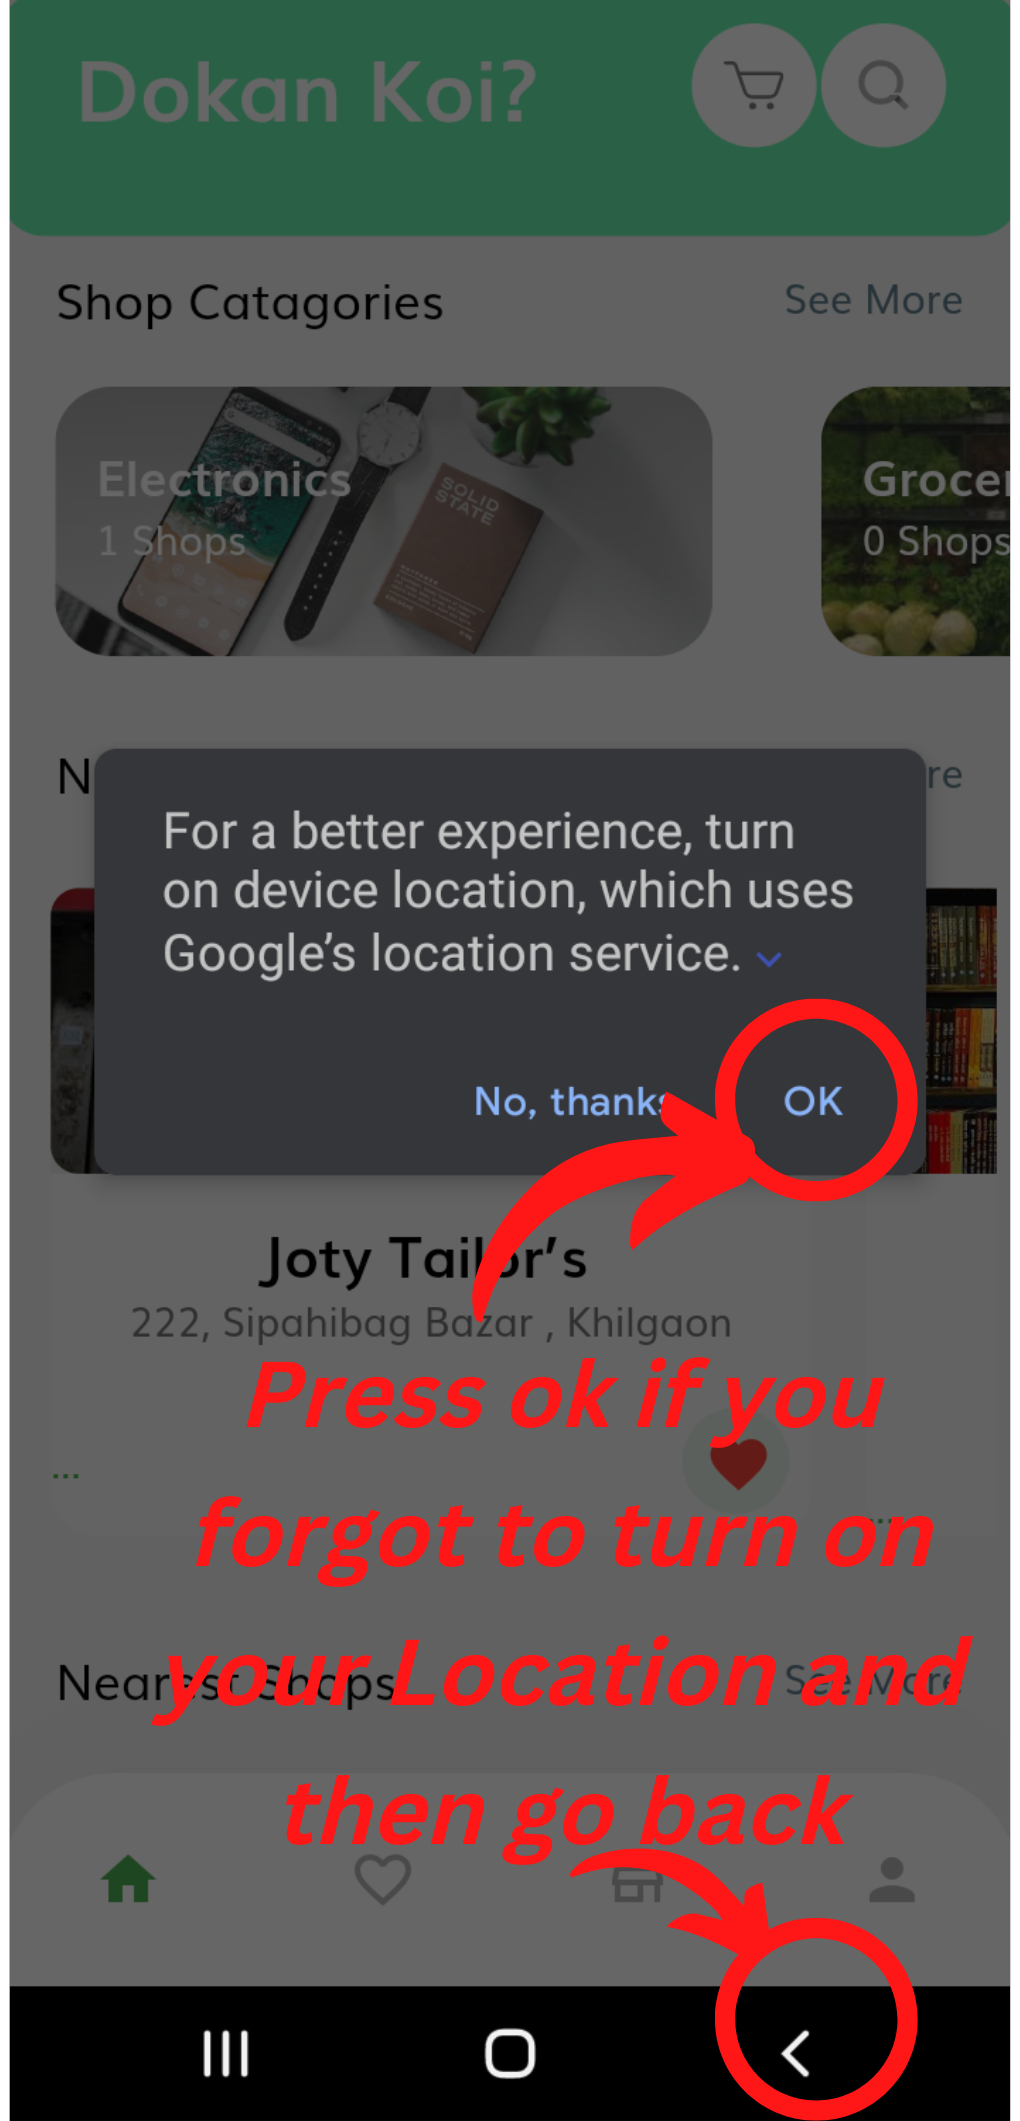 Dokan Koi?
Shop Catagories
See More
Electronics
1 Shops
SOLID
STATE
Grocer
0 Shops
N
re
For a better experience, turn
on device location, which uses
Google's location service.
No, thanks
OK
Joty Tailor's
222, Sipahibag Bazar , Khilgaon
Press ok if you
...
forgot to turn on
...
your Location and
Nearest Shops
See More
then go back